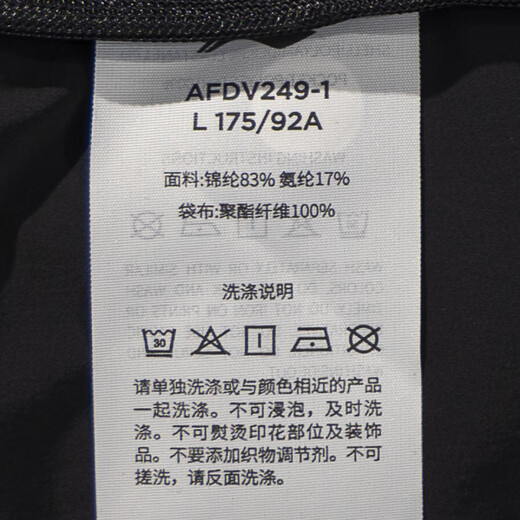 AFDV249-1
L 175/92A
面料:锦纶83% 氨纶17%
袋布:聚酯纤维100%
洗涤说明
30
请单独洗涤或与颜色相近的产品
一起洗涤。不可浸泡，及时洗
涤。不可熨烫印花部位及装饰
品。不要添加织物调节剂。不可
搓洗，请反面洗涤。